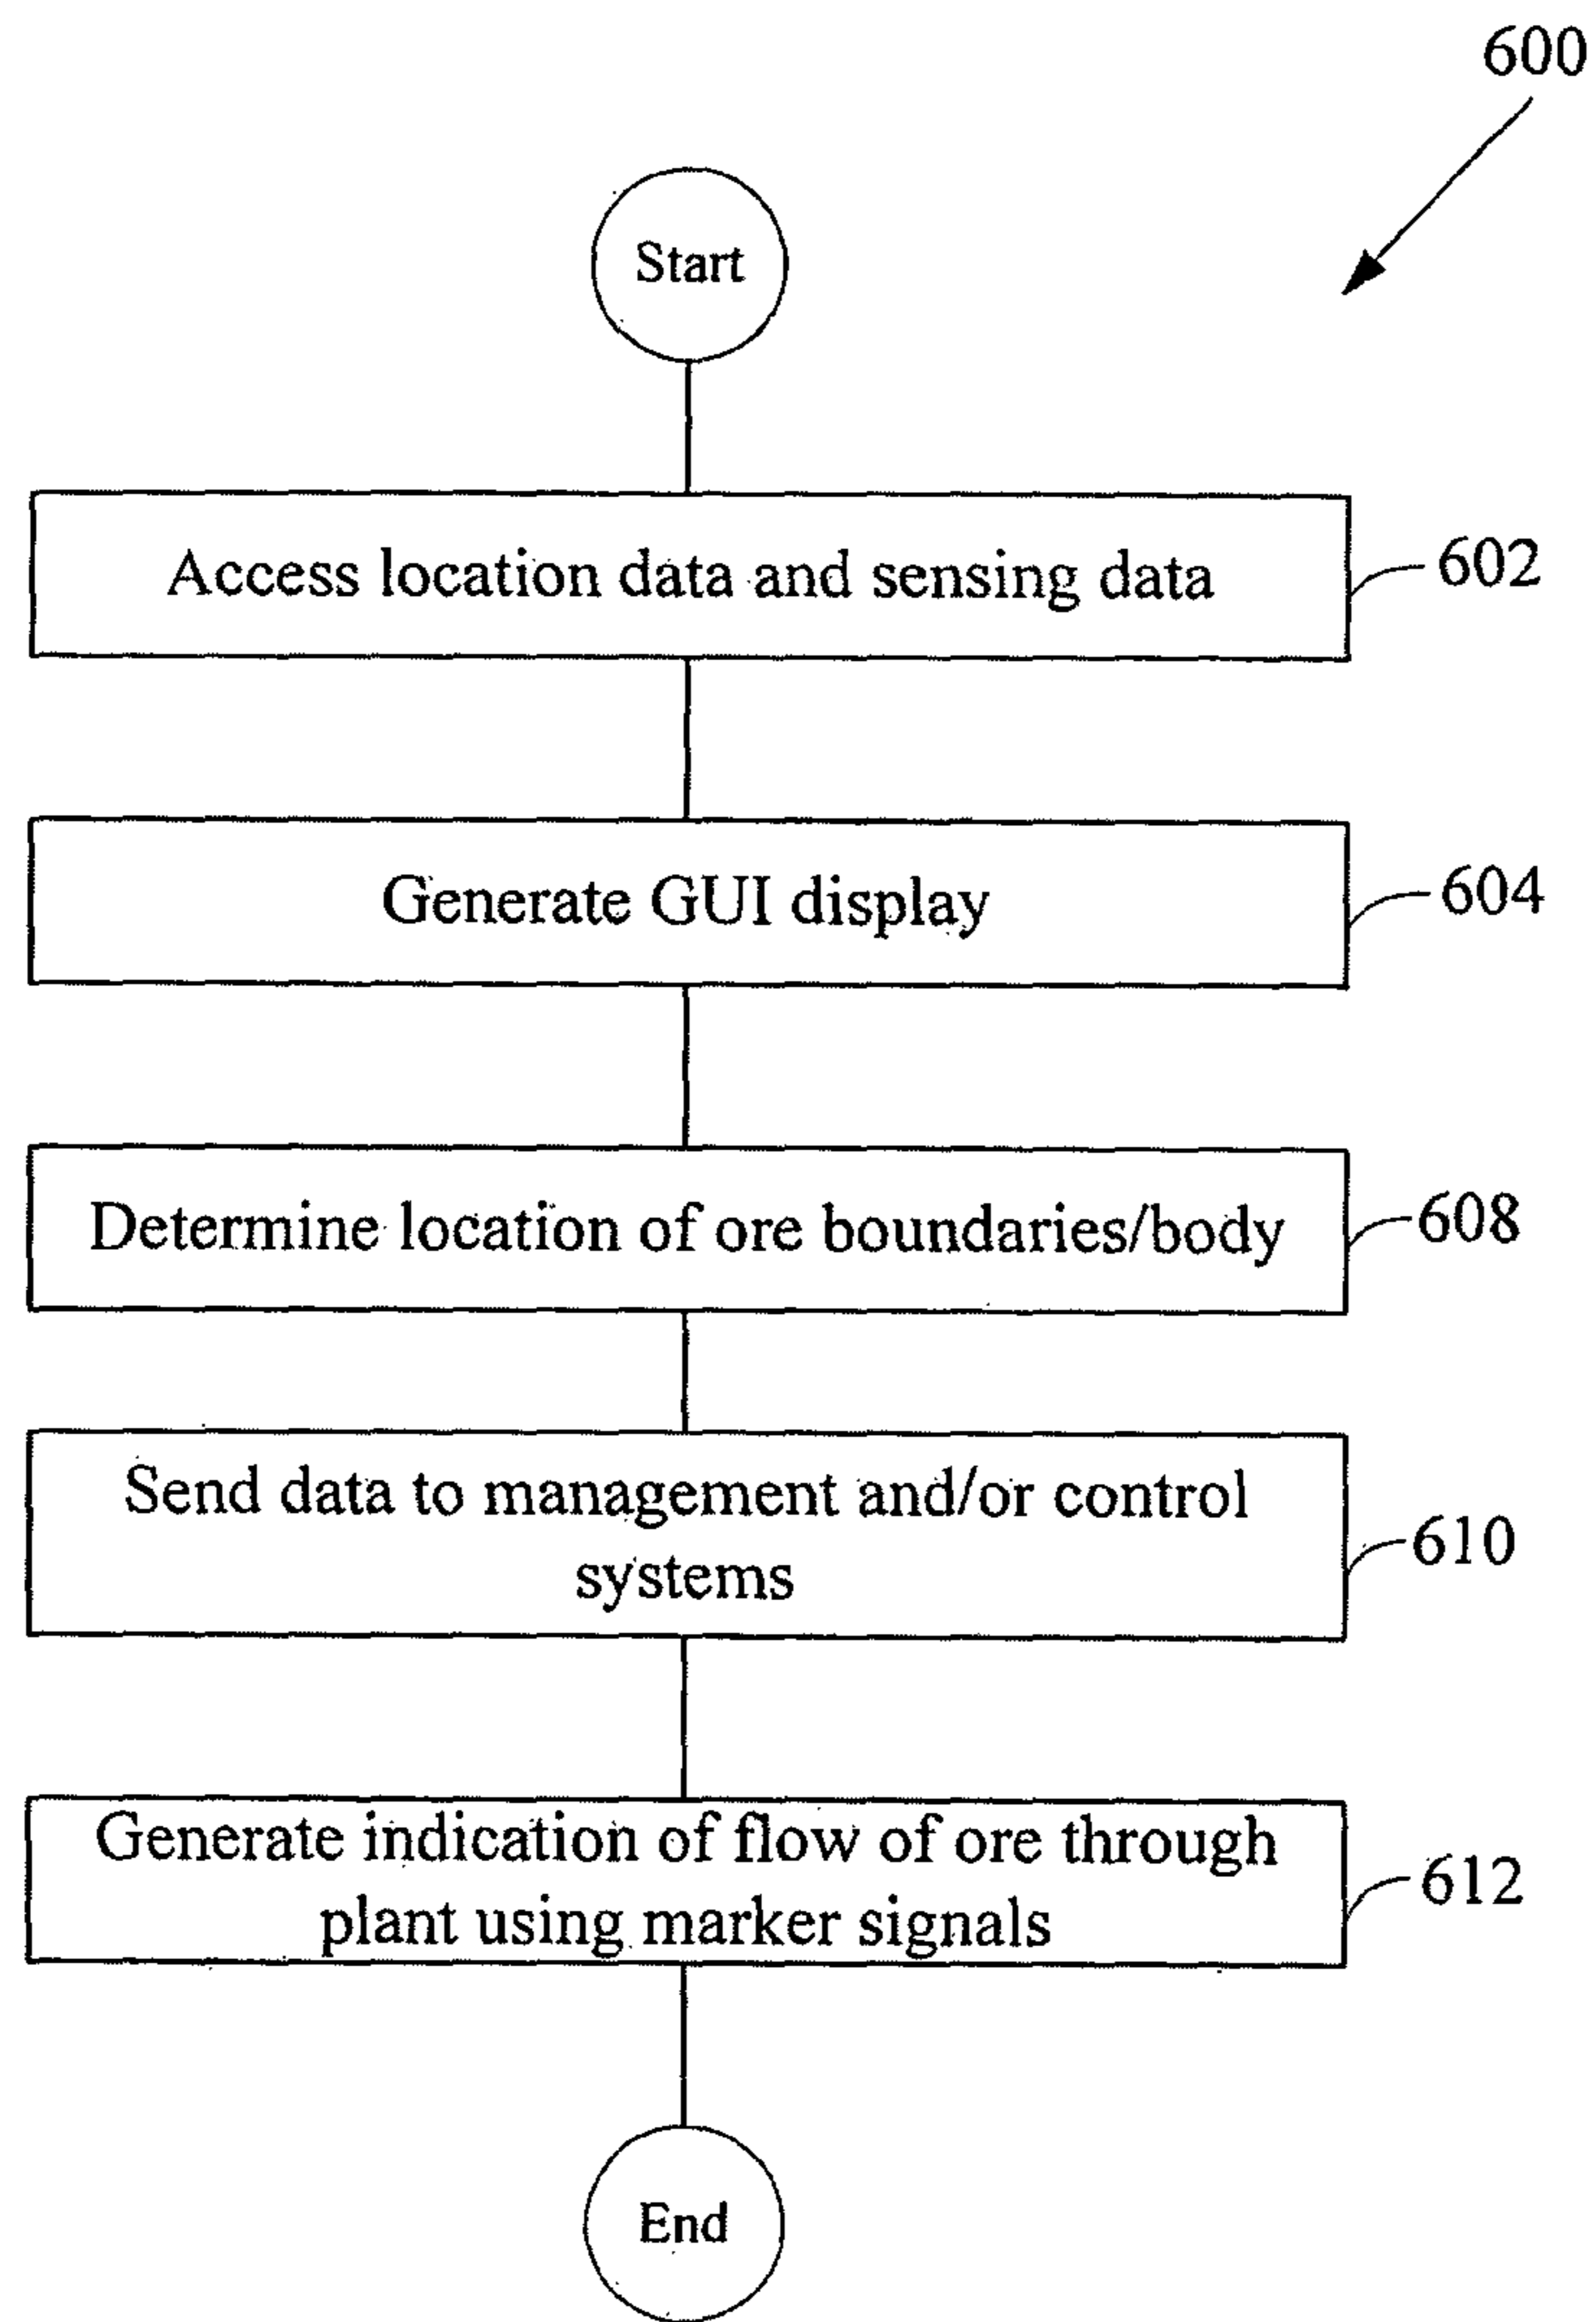 600
Start
Access location data and sensing data
602
Generate GUI display
604
Determine location of ore boundaries/body
608
Send data to management and/or control
systems
610
Generate indication of flow of ore through
plant using marker signals
612
End